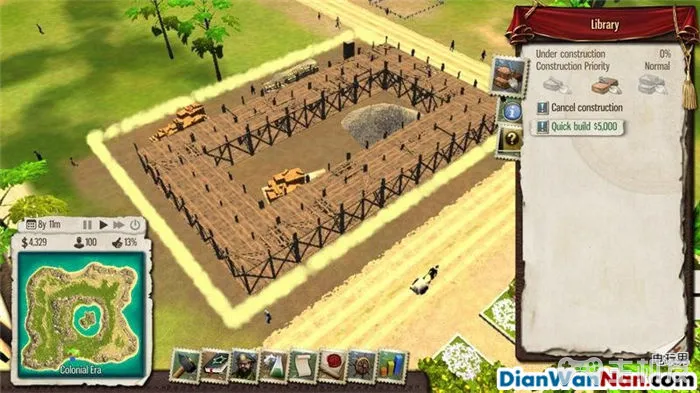 Library
Under construction 0%
Construction Priority Normal
Cancel construction
Quick build $5,000
8y 11m
$ 4,329 100 13%
Colonial Era
DianWanNan.com